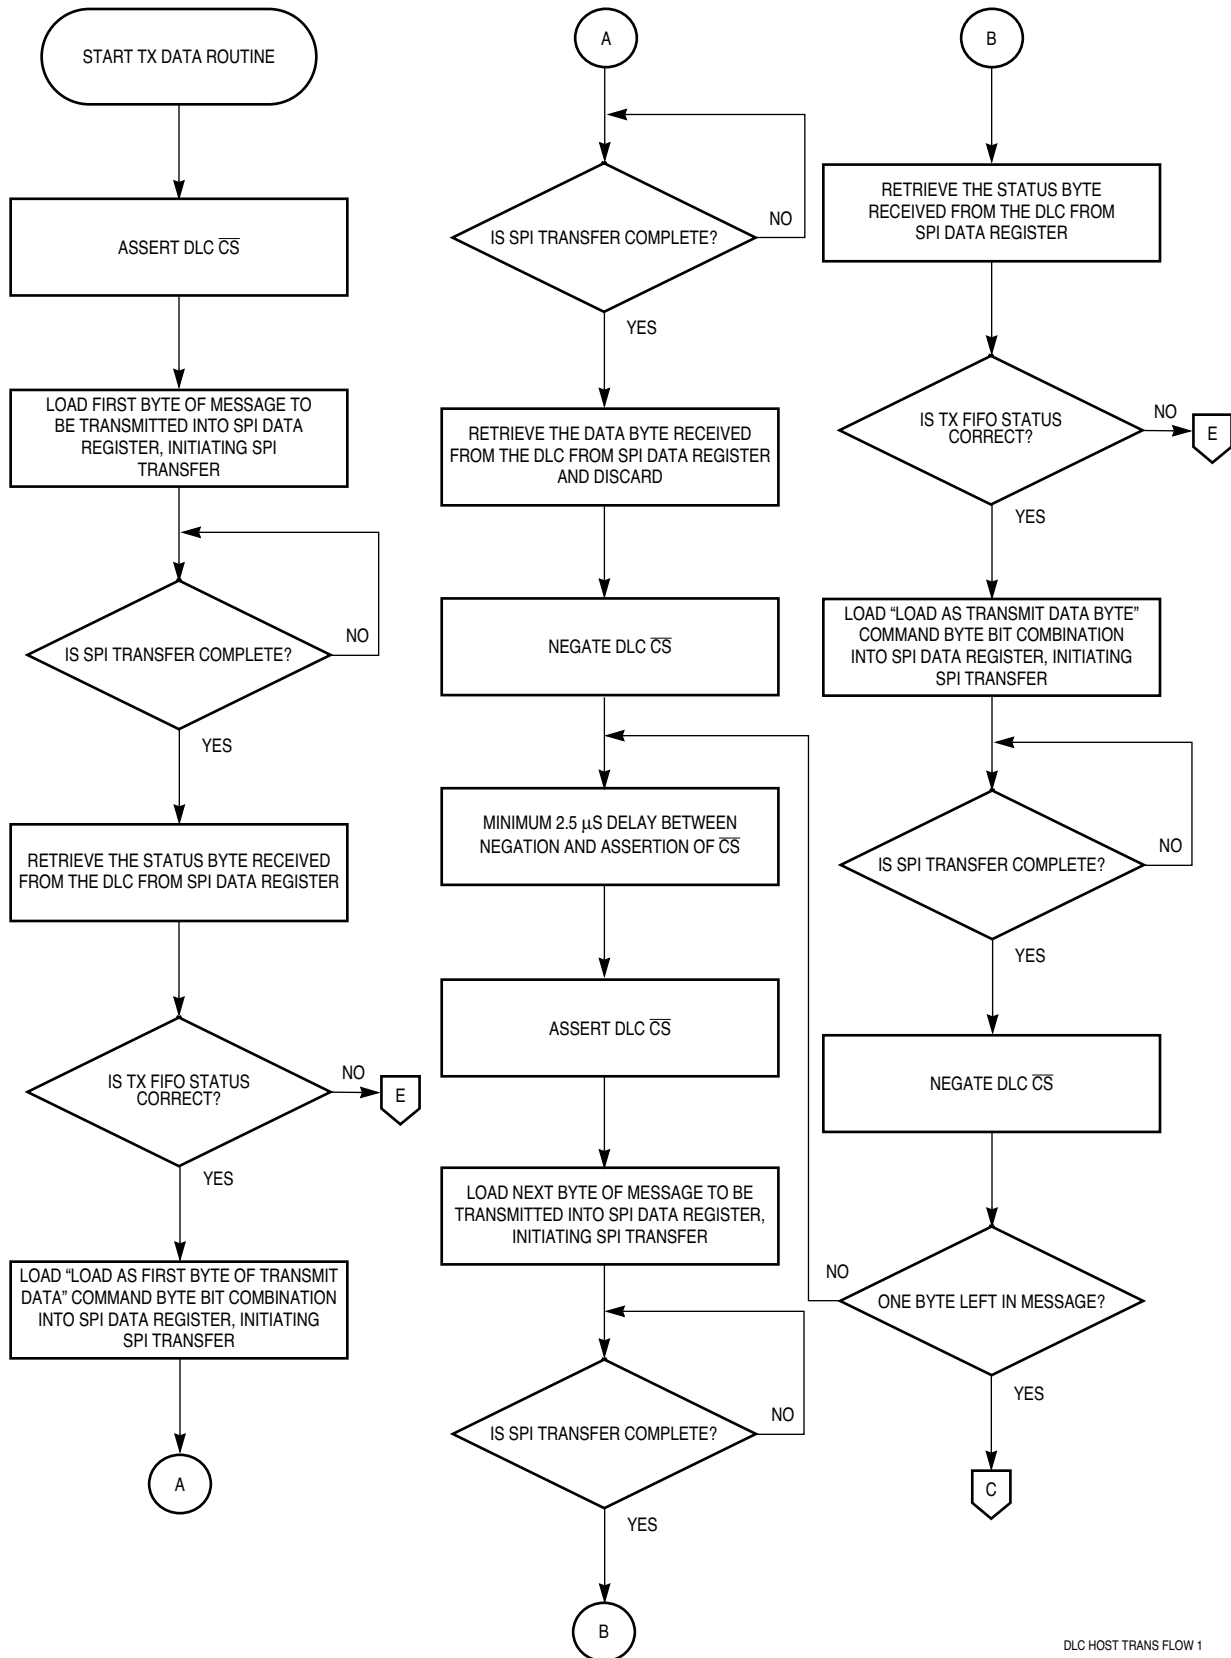 START TX DATA ROUTINE
ASSERT DLC C̅S̅
LOAD FIRST BYTE OF MESSAGE TO
BE TRANSMITTED INTO SPI DATA
REGISTER, INITIATING SPI
TRANSFER
NO
IS SPI TRANSFER COMPLETE?
YES
RETRIEVE THE STATUS BYTE RECEIVED
FROM THE DLC FROM SPI DATA REGISTER
IS TX FIFO STATUS
CORRECT?
NO
E
YES
LOAD “LOAD AS FIRST BYTE OF TRANSMIT
DATA” COMMAND BYTE BIT COMBINATION
INTO SPI DATA REGISTER, INITIATING
SPI TRANSFER
A
A
NO
IS SPI TRANSFER COMPLETE?
YES
RETRIEVE THE DATA BYTE RECEIVED
FROM THE DLC FROM SPI DATA REGISTER
AND DISCARD
NEGATE DLC C̅S̅
MINIMUM 2.5 µS DELAY BETWEEN
NEGATION AND ASSERTION OF C̅S̅
ASSERT DLC C̅S̅
LOAD NEXT BYTE OF MESSAGE TO BE
TRANSMITTED INTO SPI DATA REGISTER,
INITIATING SPI TRANSFER
NO
IS SPI TRANSFER COMPLETE?
YES
B
B
RETRIEVE THE STATUS BYTE
RECEIVED FROM THE DLC FROM
SPI DATA REGISTER
IS TX FIFO STATUS
CORRECT?
NO
E
YES
LOAD “LOAD AS TRANSMIT DATA BYTE”
COMMAND BYTE BIT COMBINATION
INTO SPI DATA REGISTER, INITIATING
SPI TRANSFER
NO
IS SPI TRANSFER COMPLETE?
YES
NEGATE DLC C̅S̅
NO
ONE BYTE LEFT IN MESSAGE?
YES
C
DLC HOST TRANS FLOW 1